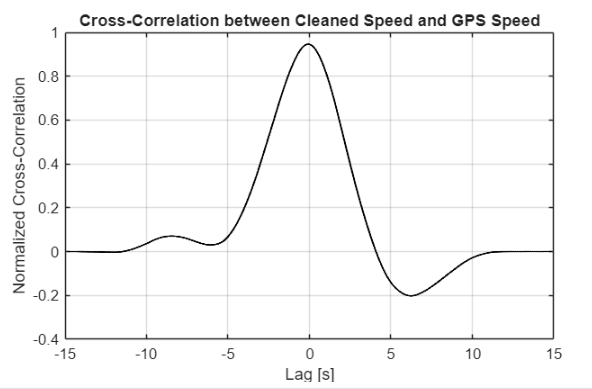 Cross-Correlation between Cleaned Speed and GPS Speed
Normalized Cross-Correlation
1
0.8
0.6
0.4
0.2
0
-0.2
-0.4
-15 -10 -5 0 5 10 15
Lag [s]